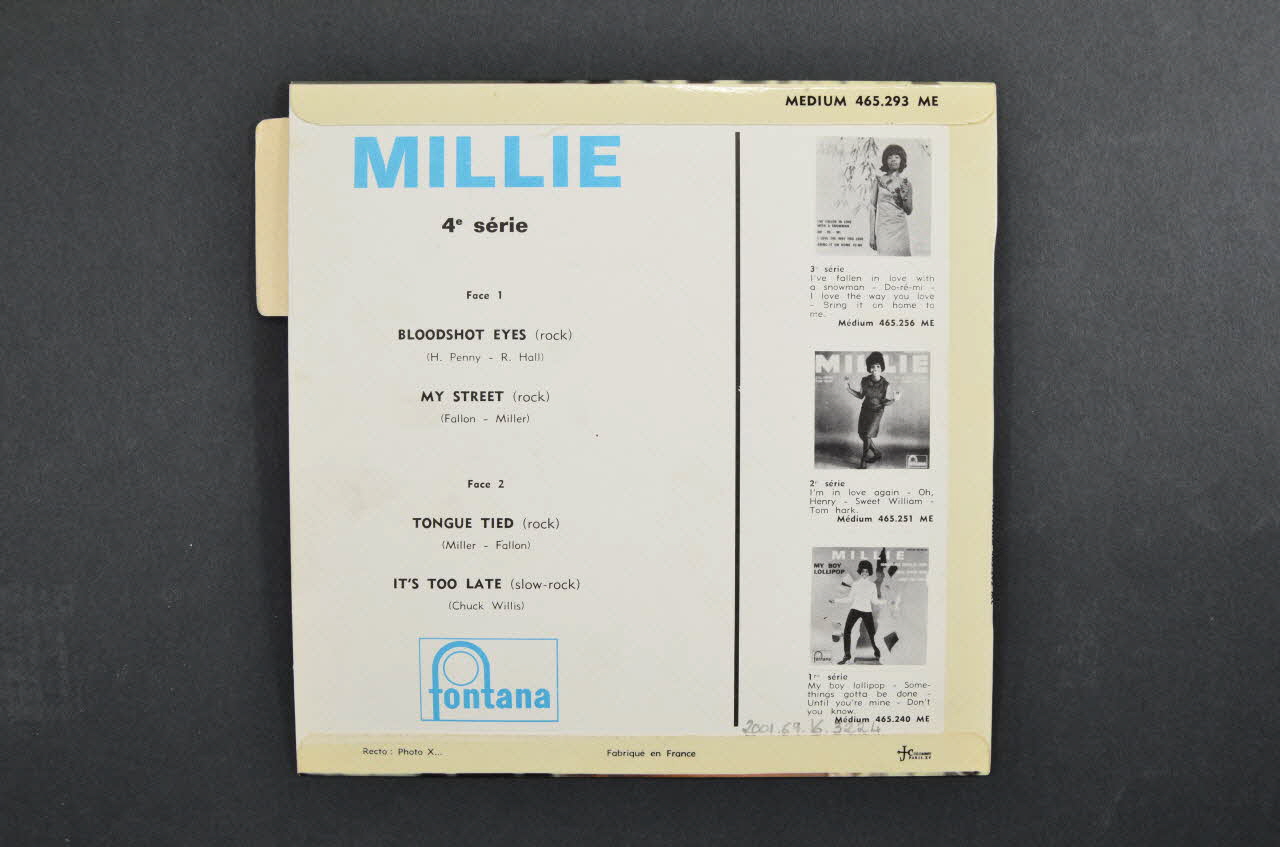 MEDIUM 465.293 ME
MILLIE
4e série
Face 1
BLOODSHOT EYES (rock)
(H. Penny - R. Hall)
MY STREET (rock)
(Fallon - Miller)
Face 2
TONGUE TIED (rock)
(Miller - Fallon)
IT'S TOO LATE (slow-rock)
(Chuck Willis)
fontana
3e série
I've fallen in love with
a snowman - Do-ré-mi -
I love the way you love
- Bring it on home to
me.
Médium 465.256 ME
MILLIE
2e série
I'm in love again - Oh,
Henry - Sweet William -
Tom hark.
Médium 465.251 ME
MILLIE
MY BOY
LOLLIPOP
fontana
1re série
My boy lollipop - Some-
things gotta be done -
Until you're mine - Don't
you know.
Médium 465.240 ME
2001.69.16.3224
Recto : Photo X...
Fabriqué en France
PARIS.XV